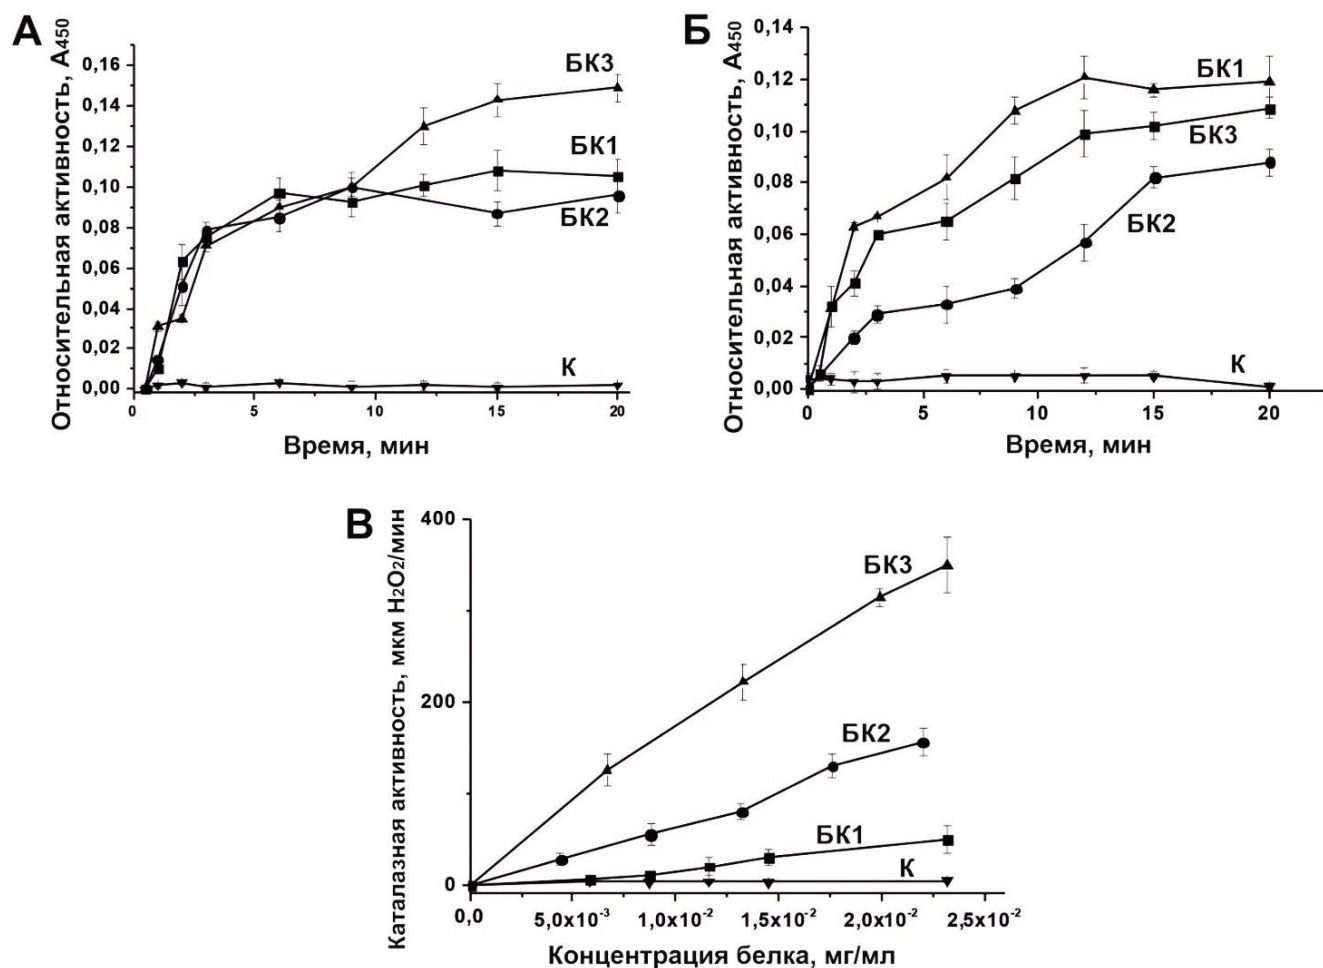 А
Относительная активность, А450
0,16
0,14
0,12
0,10
0,08
0,06
0,04
0,02
0,00
БК3
БК1
БК2
К
0
5
10
15
20
Время, мин
Б
Относительная активность, А450
0,14
0,12
0,10
0,08
0,06
0,04
0,02
0,00
БК1
БК3
БК2
К
0
5
10
15
20
Время, мин
В
Каталазная активность, мкм H2O2/мин
400
200
0
БК3
БК2
БК1
К
0,0
5,0x10-3
1,0x10-2
1,5x10-2
2,0x10-2
2,5x10-2
Концентрация белка, мг/мл